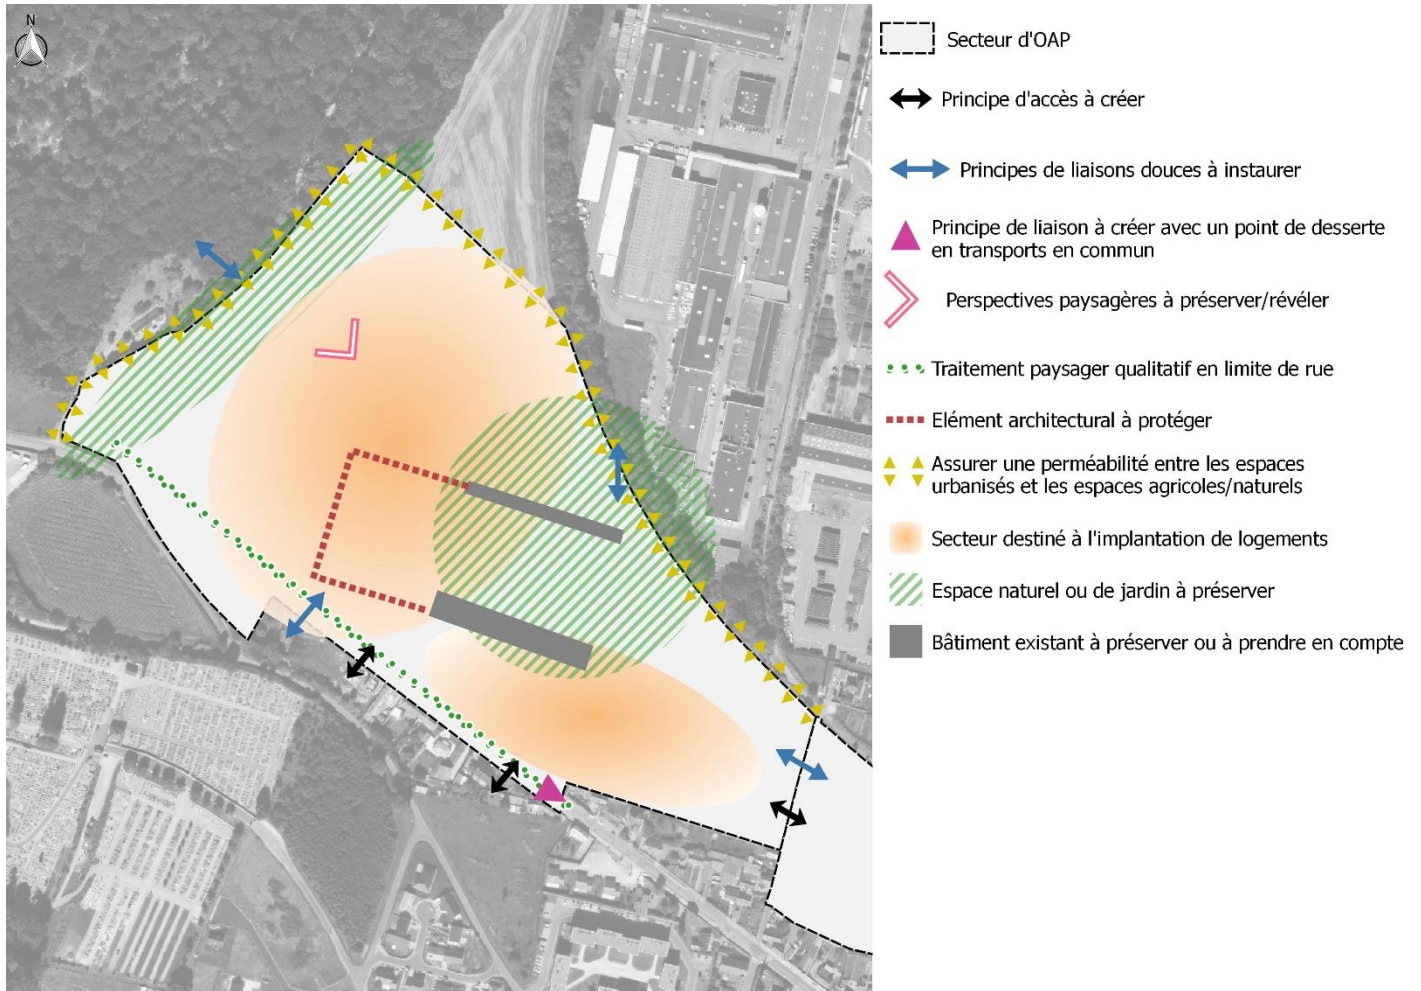 N
Secteur d'OAP
Principe d'accès à créer
Principes de liaisons douces à instaurer
Principe de liaison à créer avec un point de desserte
en transports en commun
Perspectives paysagères à préserver/révéler
Traitement paysager qualitatif en limite de rue
Elément architectural à protéger
Assurer une perméabilité entre les espaces
urbanisés et les espaces agricoles/naturels
Secteur destiné à l'implantation de logements
Espace naturel ou de jardin à préserver
Bâtiment existant à préserver ou à prendre en compte